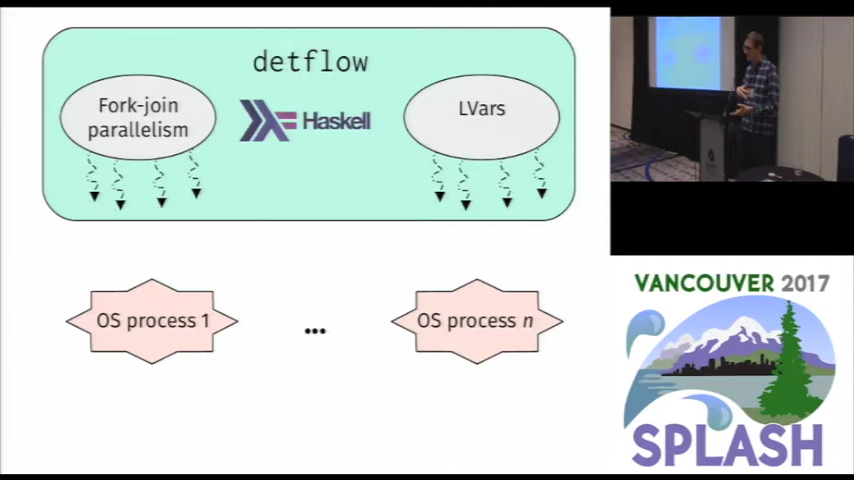 detflow
Fork-join
parallelism
Haskell
LVars
OS process 1
...
OS process n
VANCOUVER 2017
SPLASH